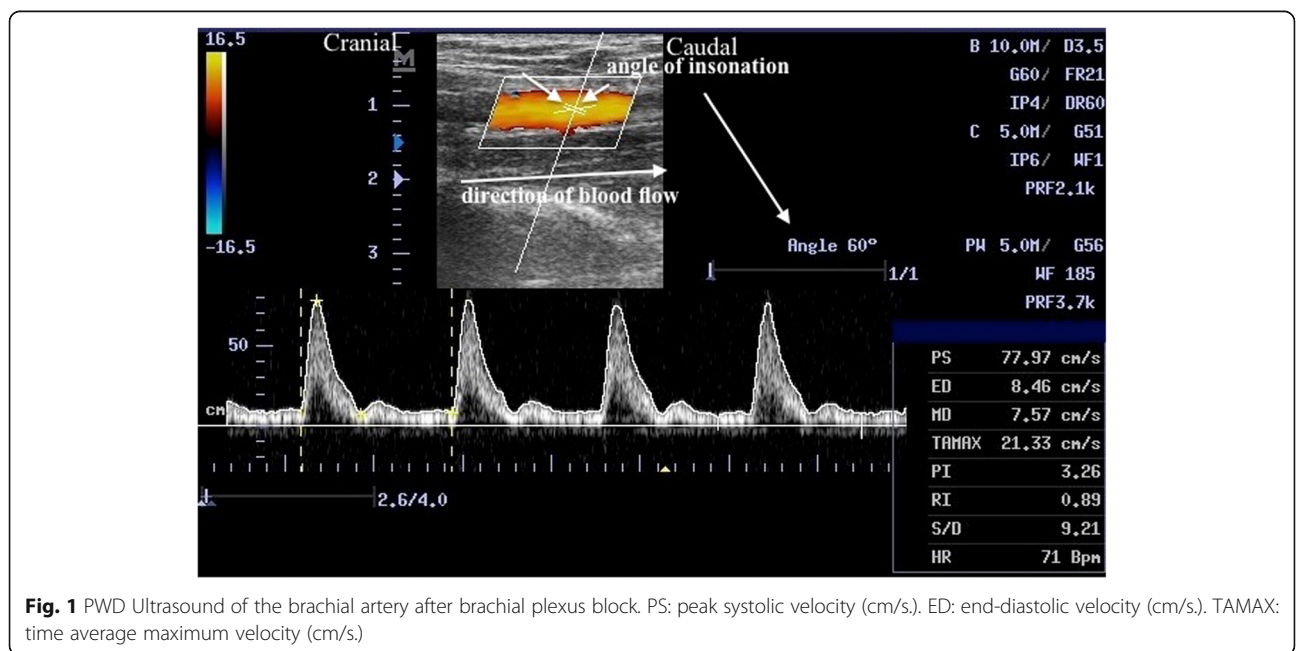 16.5
Cranial
Caudal
angle of insonation
B 10.0M/ D3.5
G60/ FR21
IP4/ DR60
C 5.0M/ G51
IP6/ WF1
PRF2.1k
1
2
3
direction of blood flow
-16.5
Angle 60°
PW 5.0M/ G56
1/1
WF 185
PRF3.7k
50
cm
PS 77.97 cm/s
ED 8.46 cm/s
MD 7.57 cm/s
TAMAX 21.33 cm/s
PI 3.26
RI 0.89
S/D 9.21
HR 71 Bpm
2.6/4.0
Fig. 1 PWD Ultrasound of the brachial artery after brachial plexus block. PS: peak systolic velocity (cm/s.). ED: end-diastolic velocity (cm/s.). TAMAX:
time average maximum velocity (cm/s.)